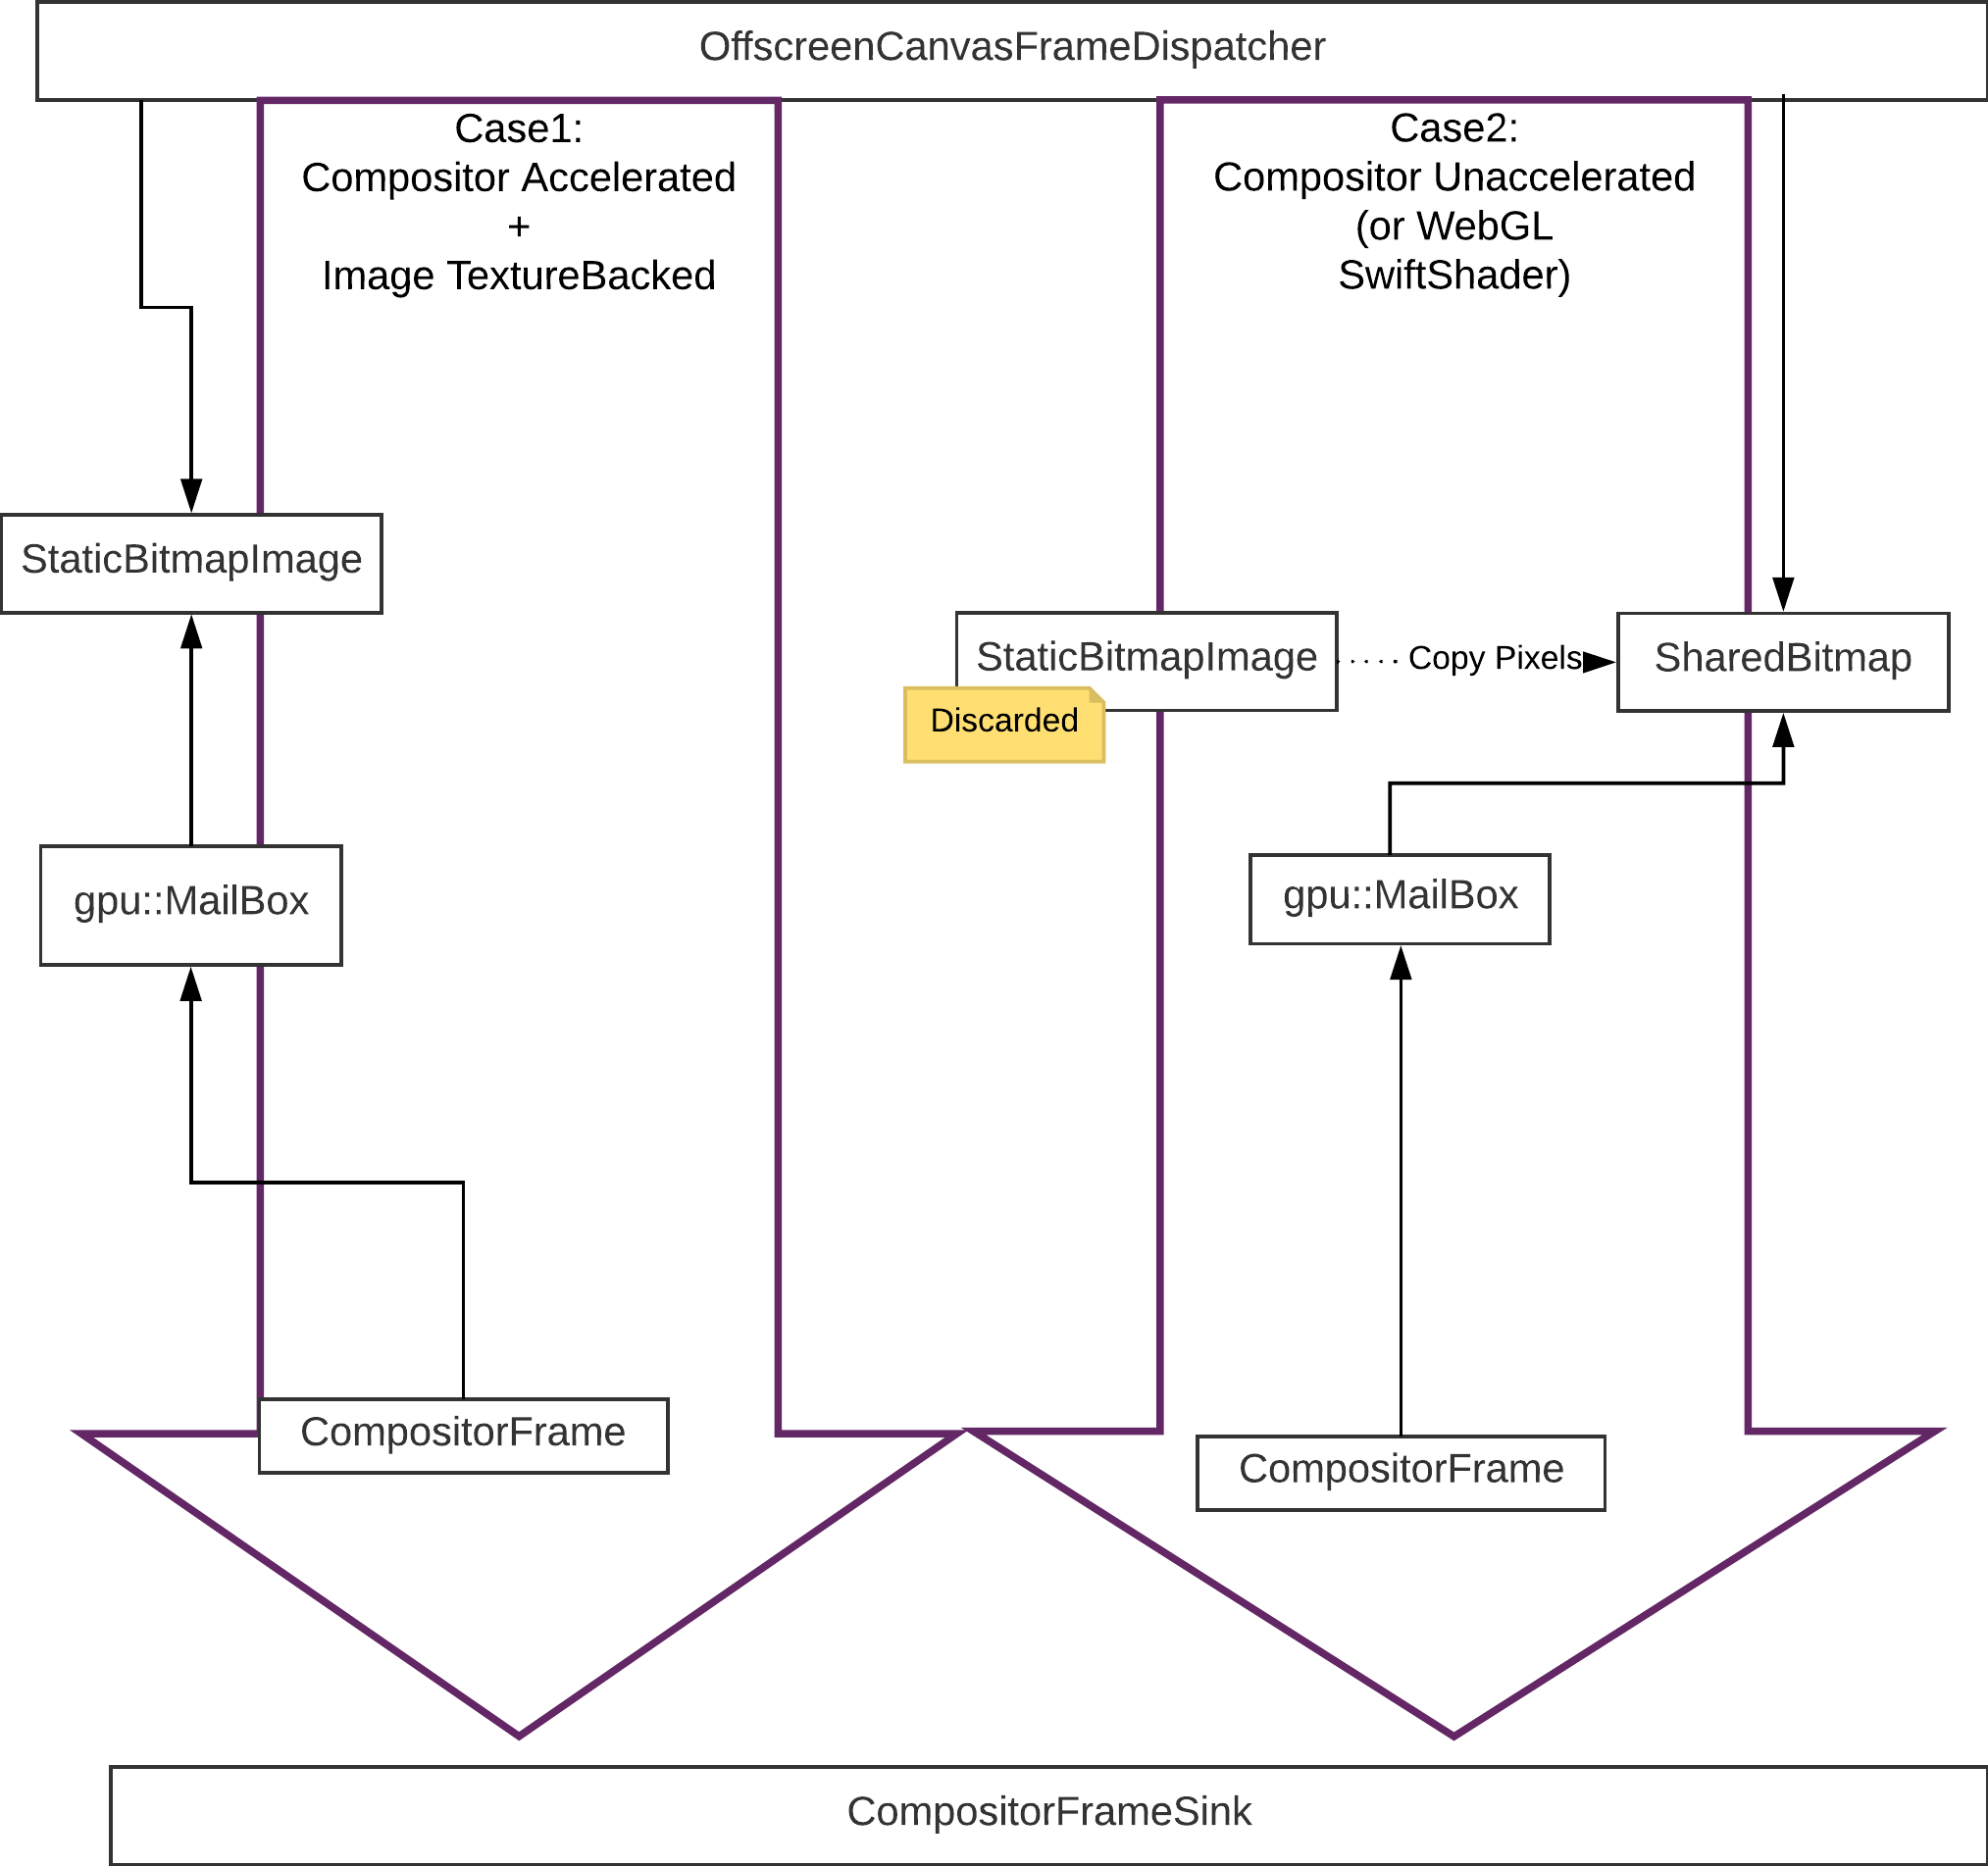 OffscreenCanvasFrameDispatcher
Case1:
Compositor Accelerated
+
Image TextureBacked
Case2:
Compositor Unaccelerated
(or WebGL
SwiftShader)
StaticBitmapImage
StaticBitmapImage
Copy Pixels
SharedBitmap
Discarded
gpu::MailBox
gpu::MailBox
CompositorFrame
CompositorFrame
CompositorFrameSink